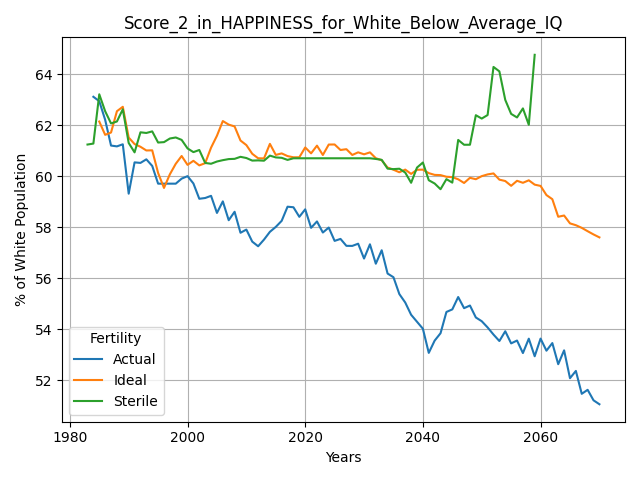 Score_2_in_HAPPINESS_for_White_Below_Average_IQ
% of White Population
64
62
60
58
56
54
52
Fertility
Actual
Ideal
Sterile
1980
2000
2020
2040
2060
Years